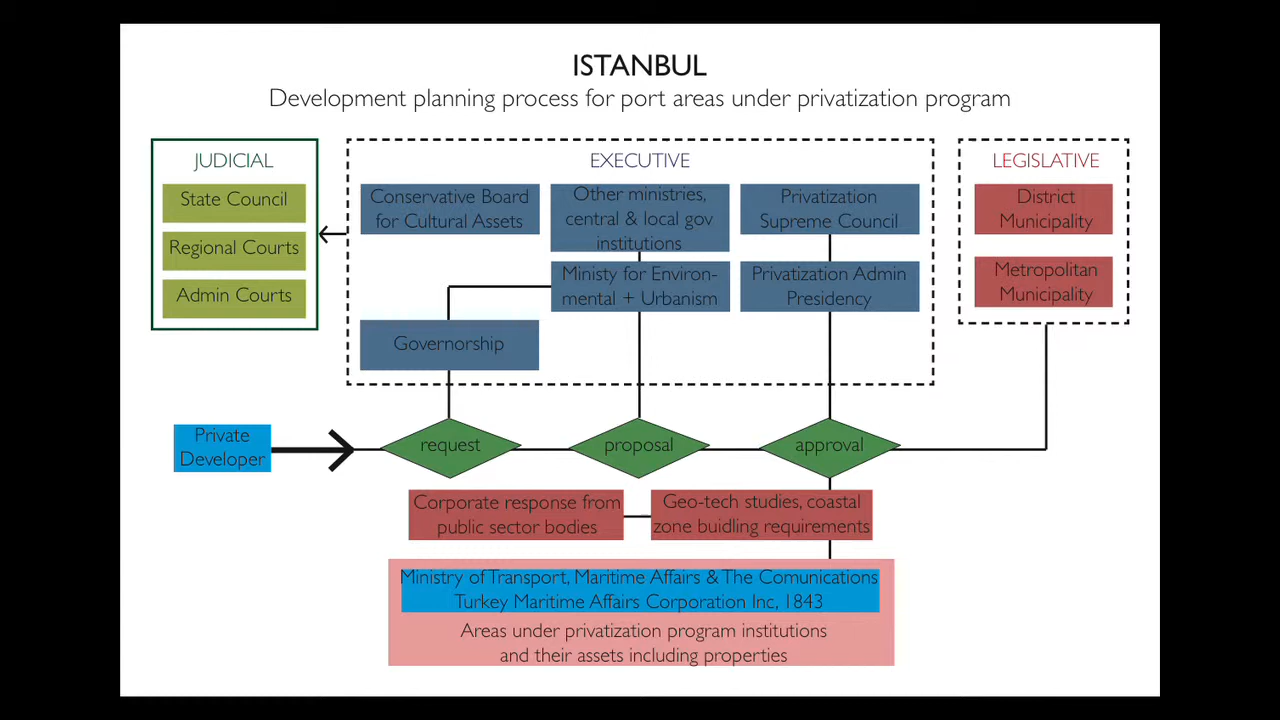 ISTANBUL
Development planning process for port areas under privatization program
JUDICIAL
State Council
Regional Courts
Admin Courts
EXECUTIVE
Conservative Board
for Cultural Assets
Other ministries,
central & local gov
institutions
Privatization
Supreme Council
Ministy for Environ-
mental + Urbanism
Privatization Admin
Presidency
Governorship
LEGISLATIVE
District
Municipality
Metropolitan
Municipality
Private
Developer
request
proposal
approval
Corporate response from
public sector bodies
Geo-tech studies, coastal
zone buidling requirements
Ministry of Transport, Maritime Affairs & The Comunications
Turkey Maritime Affairs Corporation Inc, 1843
Areas under privatization program institutions
and their assets including properties